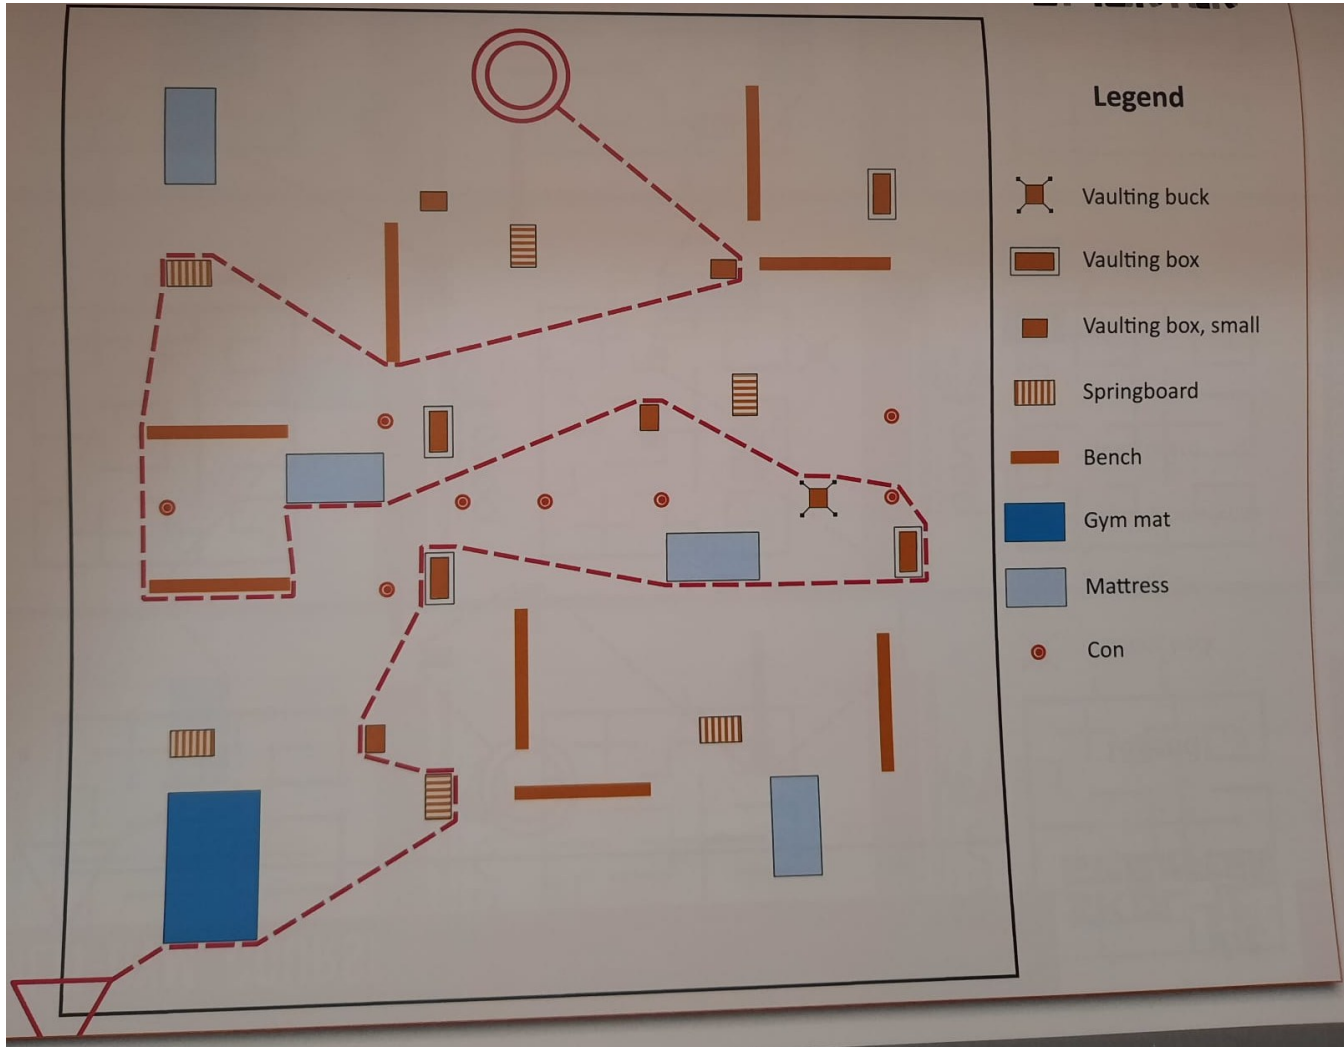 Legend
Vaulting buck
Vaulting box
Vaulting box, small
Springboard
Bench
Gym mat
Mattress
Con